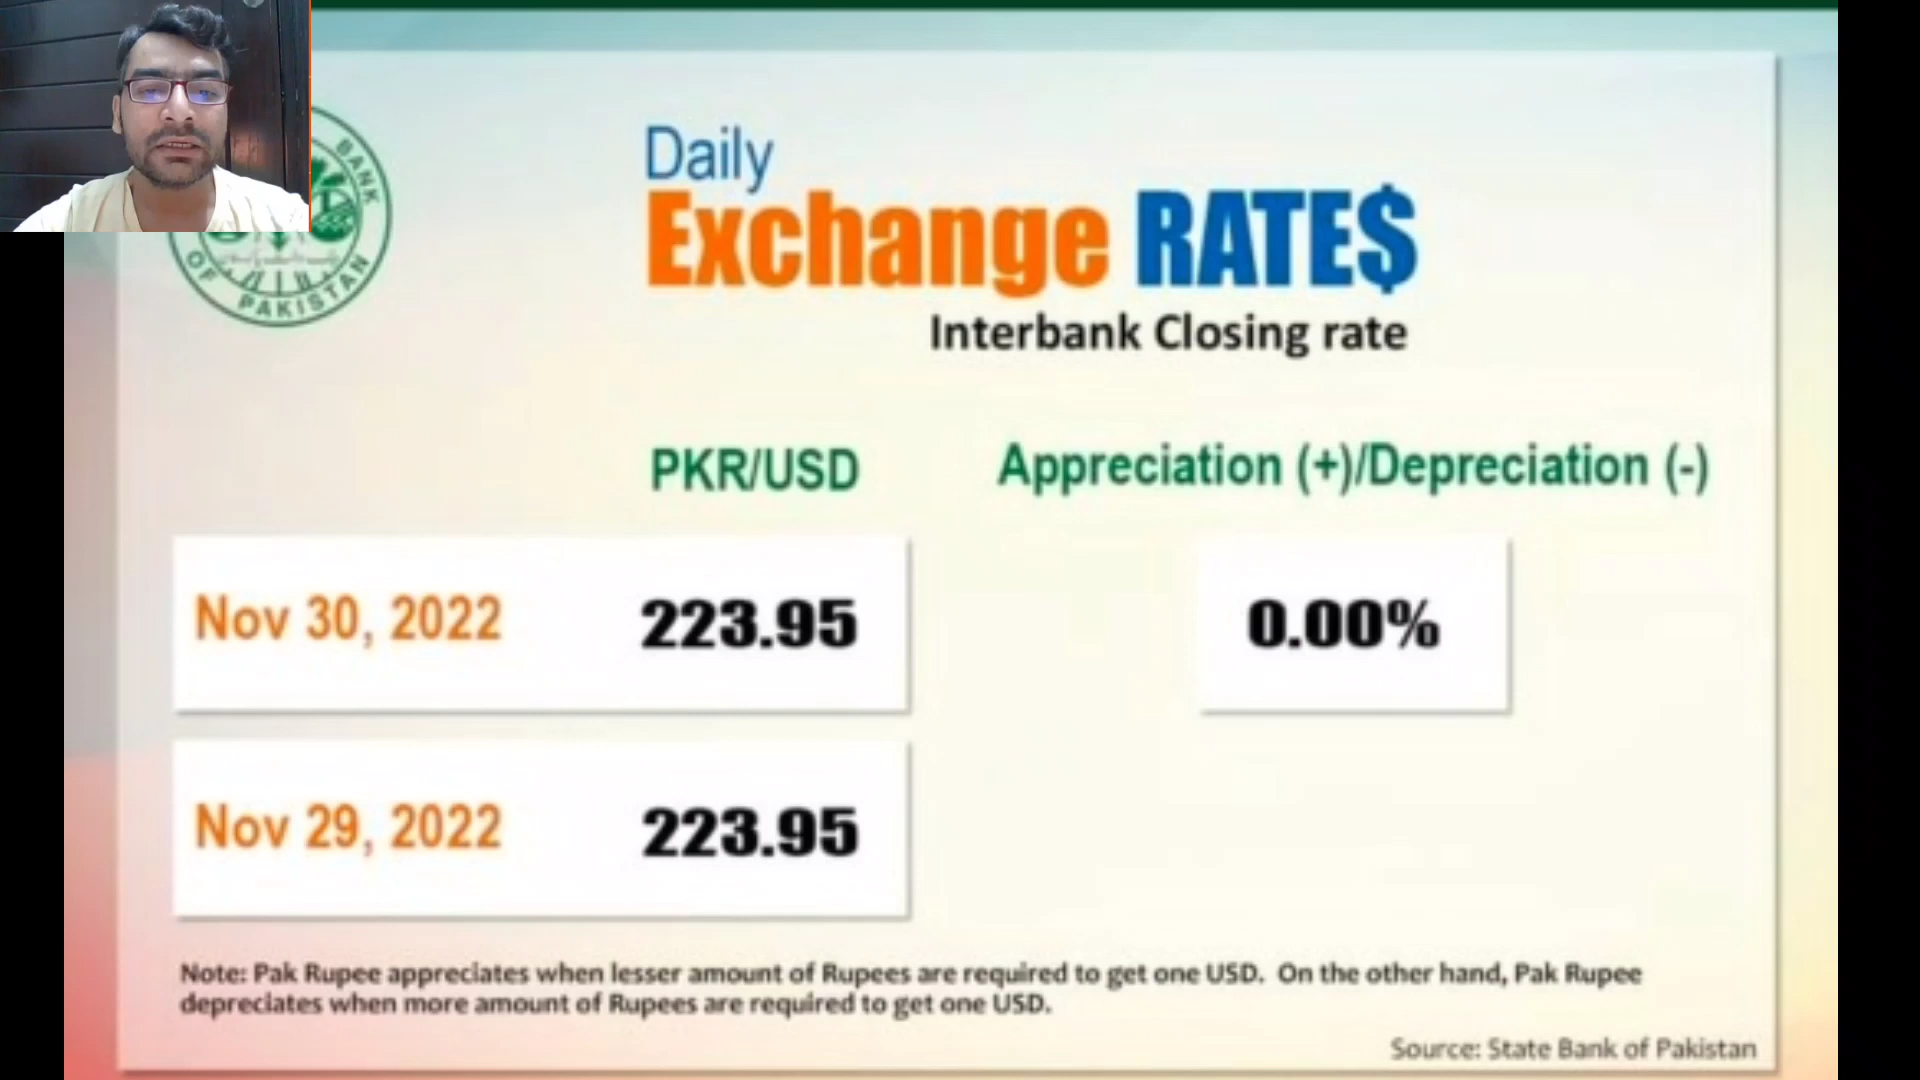 BANK
OF PAKISTAN
Daily
Exchange RATE$
Interbank Closing rate
PKR/USD Appreciation (+)/Depreciation (-)
Nov 30, 2022 223.95 0.00%
Nov 29, 2022 223.95
Note: Pak Rupee appreciates when lesser amount of Rupees are required to get one USD. On the other hand, Pak Rupee
depreciates when more amount of Rupees are required to get one USD.
Source: State Bank of Pakistan